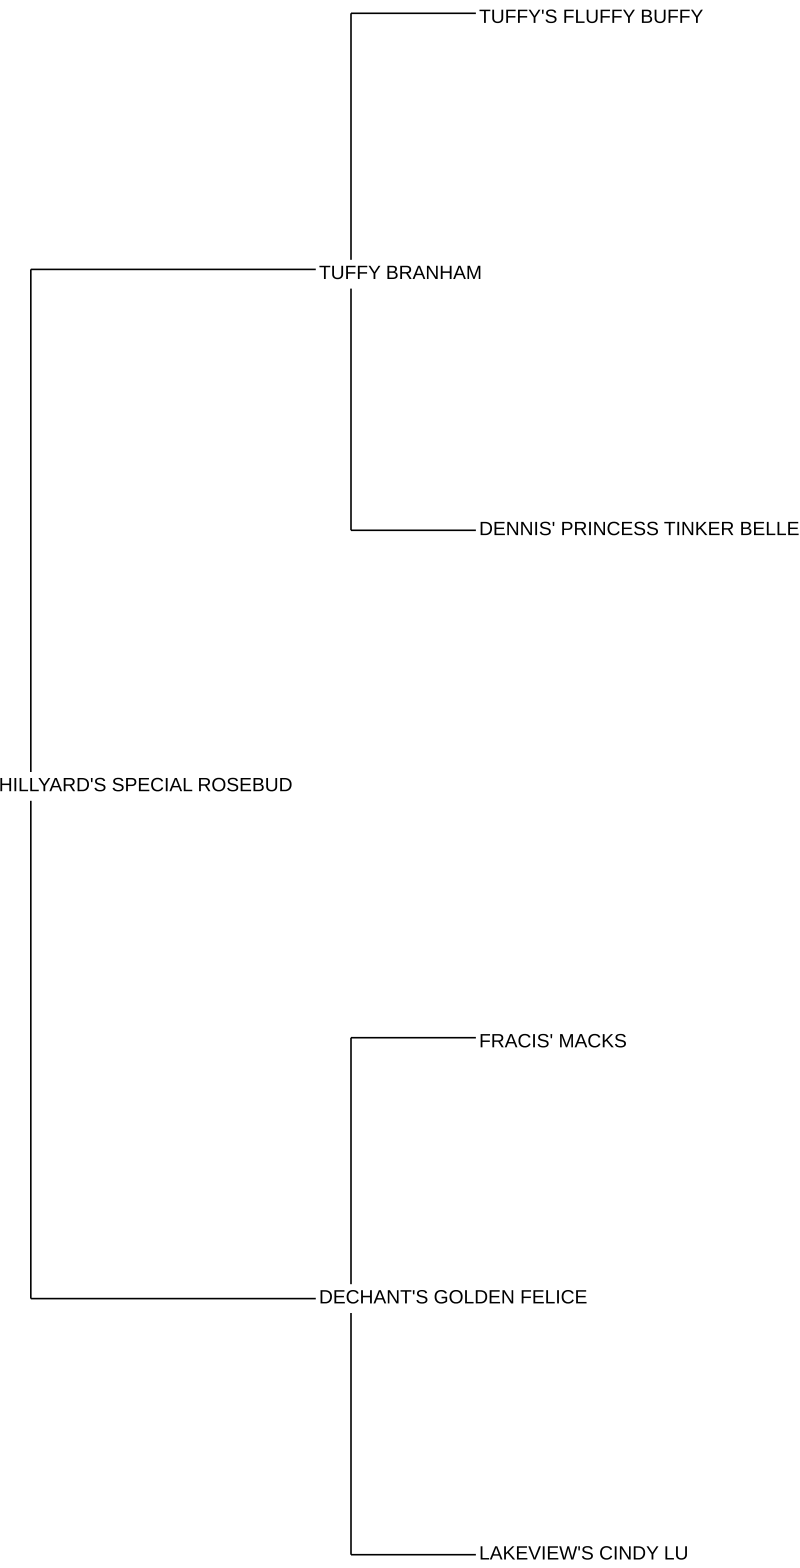 TUFFY'S FLUFFY BUFFY
TUFFY BRANHAM
DENNIS' PRINCESS TINKER BELLE
HILLYARD'S SPECIAL ROSEBUD
FRACIS' MACKS
DECHANT'S GOLDEN FELICE
LAKEVIEW'S CINDY LU